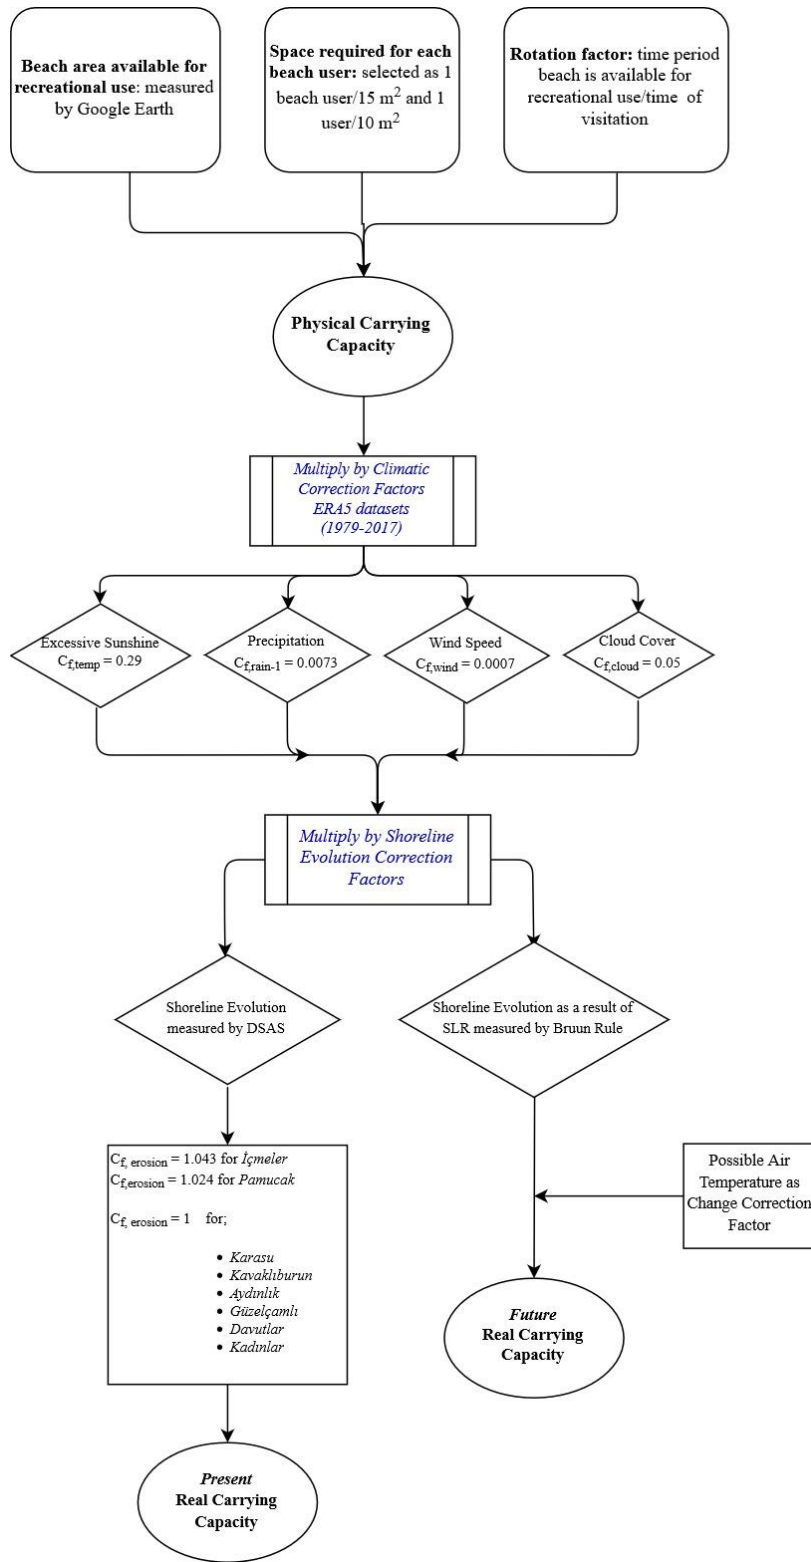 Beach area available for
recreational use: measured
by Google Earth
Space required for each
beach user: selected as 1
beach user/15 m² and 1
user/10 m²
Rotation factor: time period
beach is available for
recreational use/time of
visitation
Physical Carrying
Capacity
Multiply by Climatic
Correction Factors
ERA5 datasets
(1979-2017)
Excessive Sunshine
Cf,temp = 0.29
Precipitation
Cf,rain-1 = 0.0073
Wind Speed
Cf,wind = 0.0007
Cloud Cover
Cf,cloud = 0.05
Multiply by Shoreline
Evolution Correction
Factors
Shoreline Evolution
measured by DSAS
Shoreline Evolution as a result of
SLR measured by Bruun Rule
Cf, erosion = 1.043 for İçmeler
Cf,erosion = 1.024 for Pamucak
Cf, erosion = 1 for;
• Karasu
• Kavaklıburun
• Aydınlık
• Güzelçamlı
• Davutlar
• Kadınlar
Possible Air
Temperature as
Change Correction
Factor
Future
Real Carrying
Capacity
Present
Real Carrying
Capacity